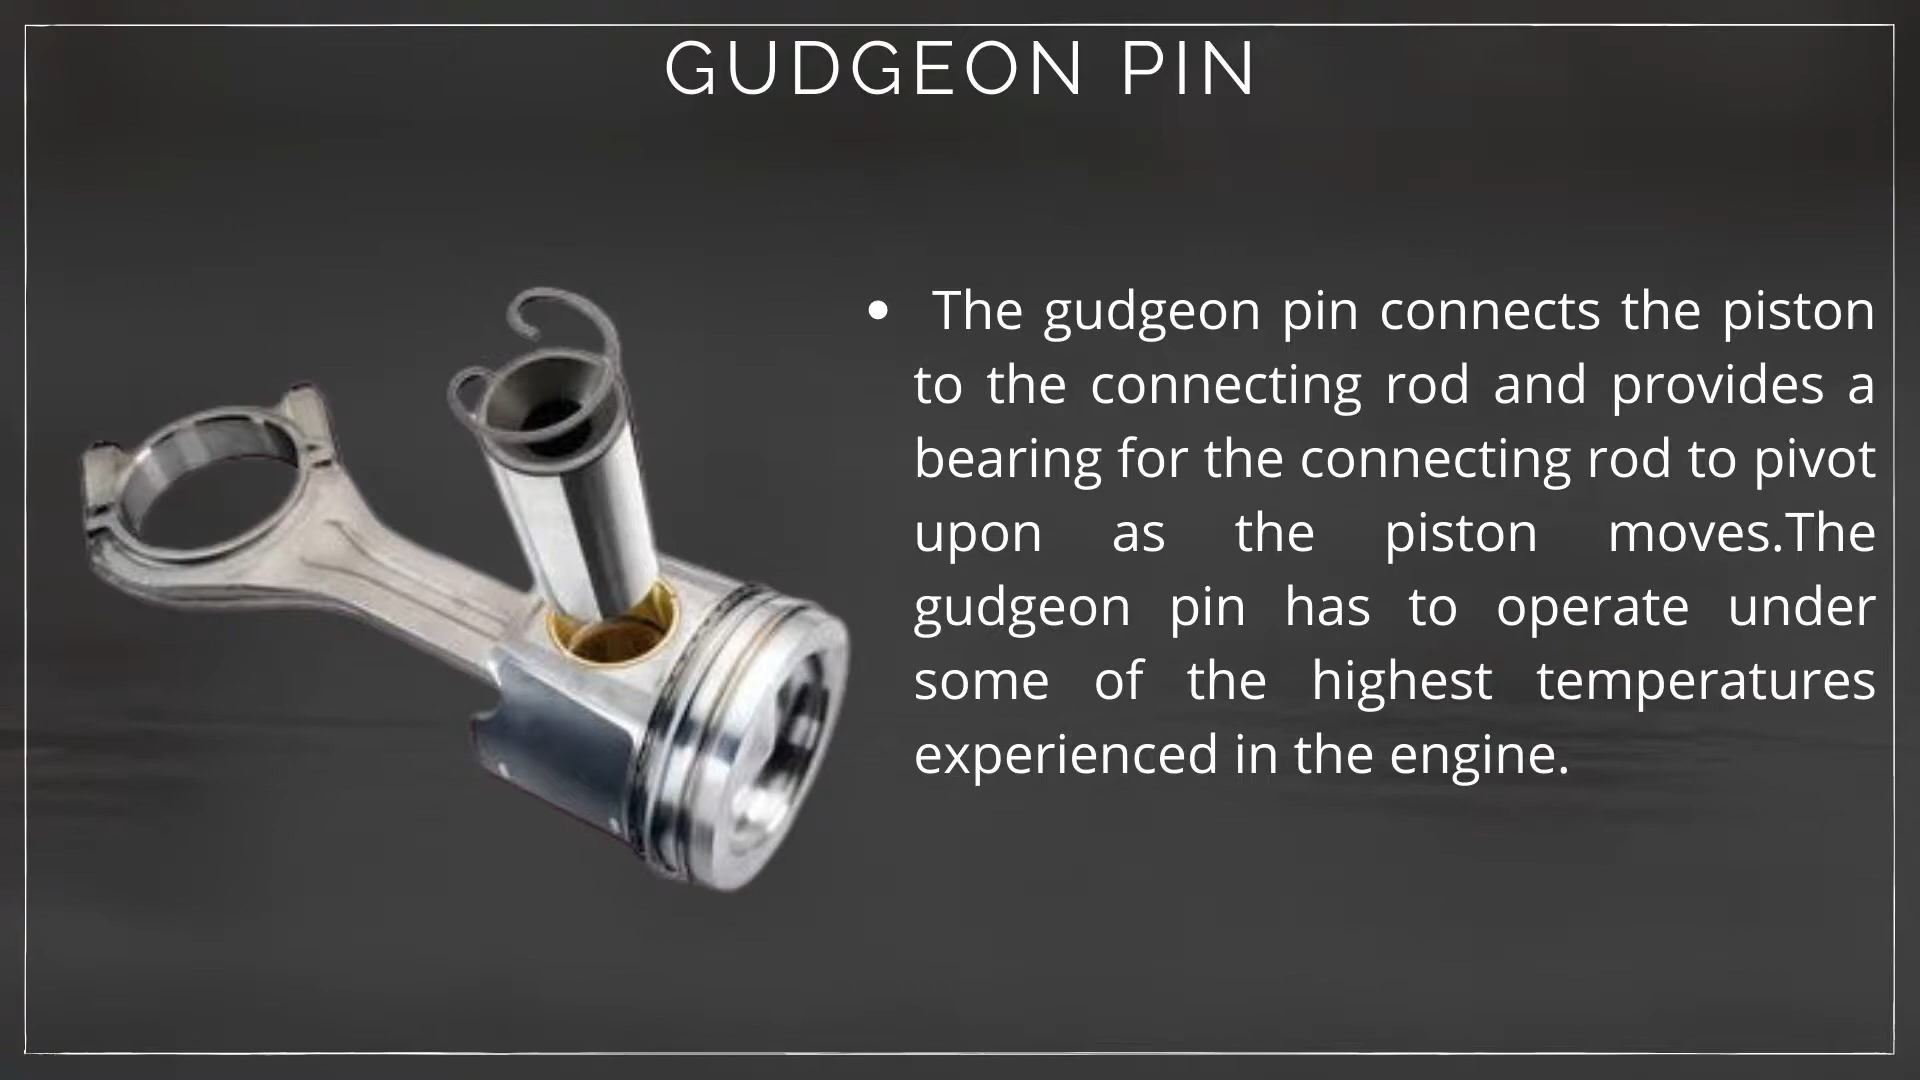 GUDGEON PIN
• The gudgeon pin connects the piston
to the connecting rod and provides a
bearing for the connecting rod to pivot
upon as the piston moves.The
gudgeon pin has to operate under
some of the highest temperatures
experienced in the engine.